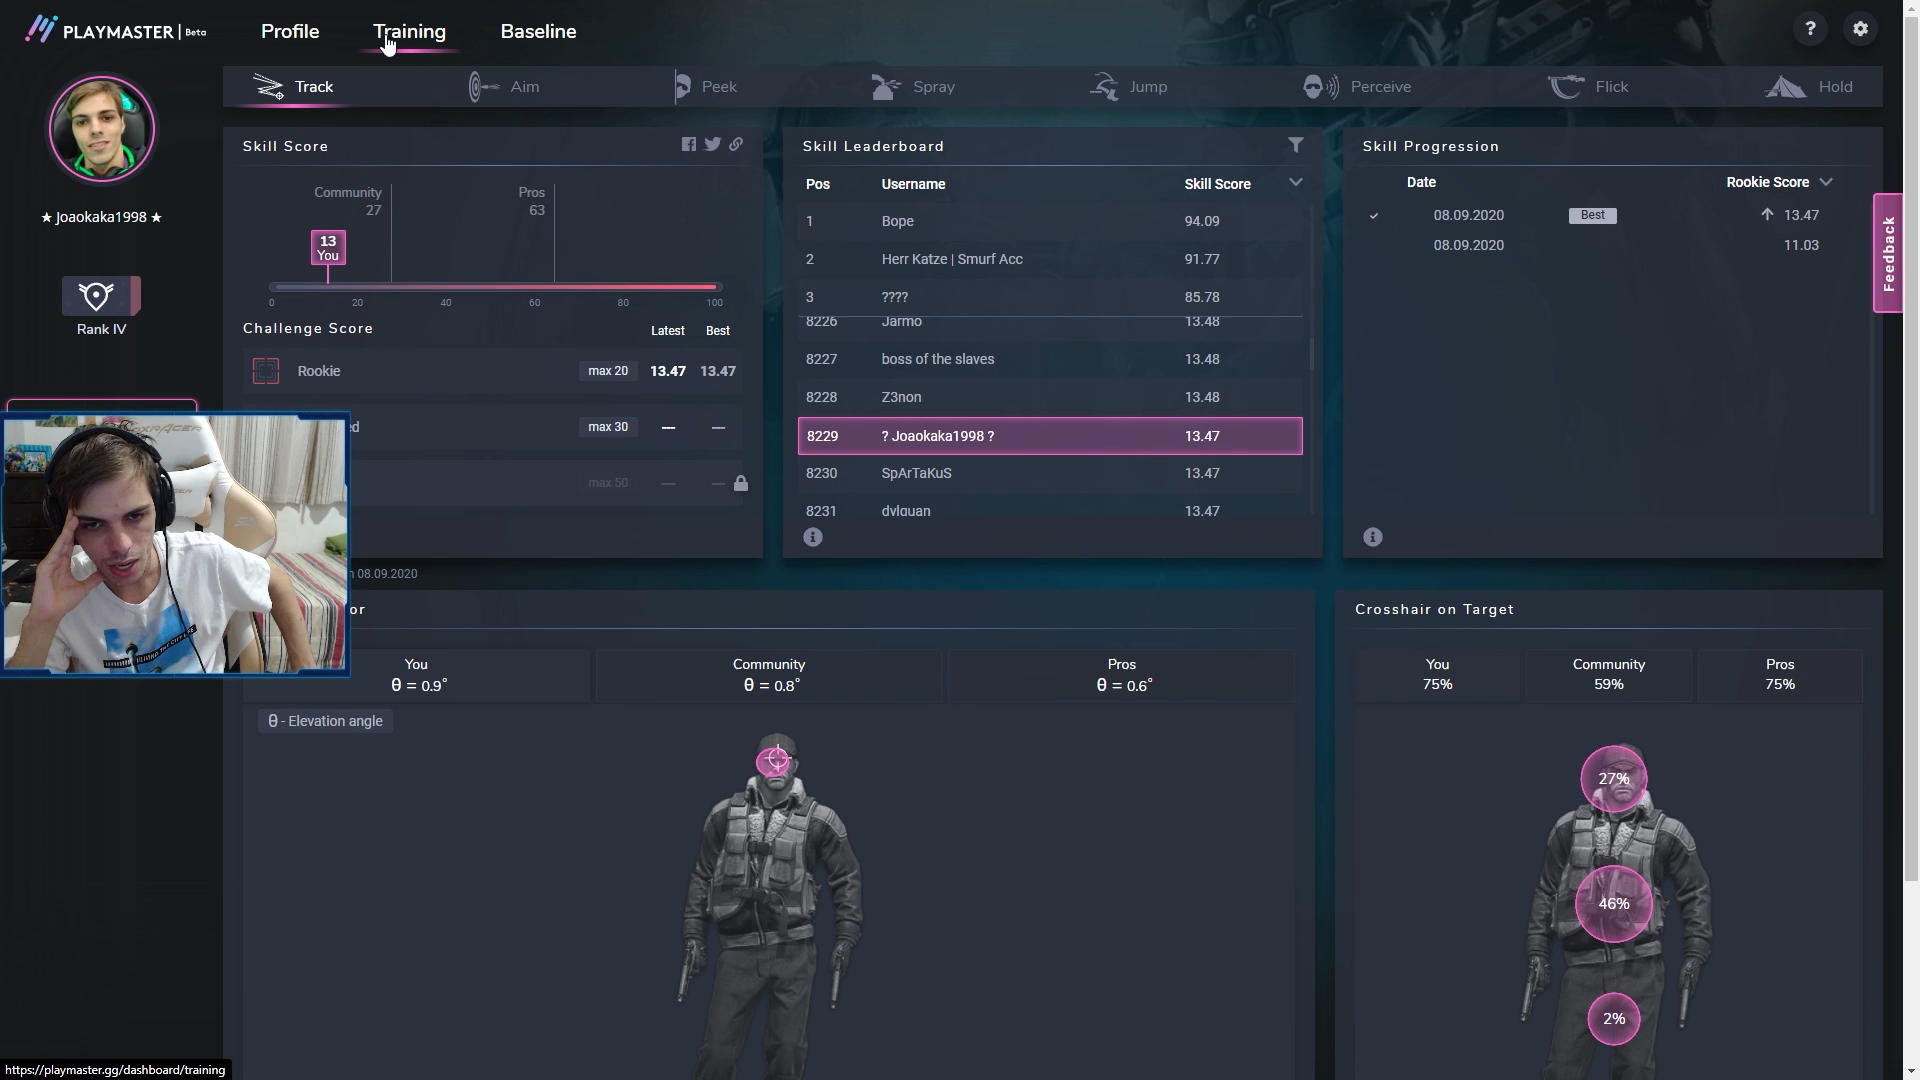 PLAYMASTER | Beta
Profile
Training
Baseline
?
Track
Aim
Peek
Spray
Jump
Perceive
Flick
Hold
★ Joaokaka1998 ★
Rank IV
Skill Score
Community
27
Pros
63
13
You
0 20 40 60 80 100
Challenge Score
Latest Best
Rookie max 20 13.47 13.47
ed max 30 — —
max 50 — —
Skill Leaderboard
Pos Username Skill Score
1 Bope 94.09
2 Herr Katze | Smurf Acc 91.77
3 ???? 85.78
8226 Jarmo 13.48
8227 boss of the slaves 13.48
8228 Z3non 13.48
8229 ? Joaokaka1998 ? 13.47
8230 SpArTaKuS 13.47
8231 dylquan 13.47
Skill Progression
Date Rookie Score
08.09.2020 Best 13.47
08.09.2020 11.03
Feedback
n 08.09.2020
or
You
θ = 0.9°
Community
θ = 0.8°
Pros
θ = 0.6°
θ - Elevation angle
Crosshair on Target
You
75%
Community
59%
Pros
75%
27%
46%
2%
https://playmaster.gg/dashboard/training